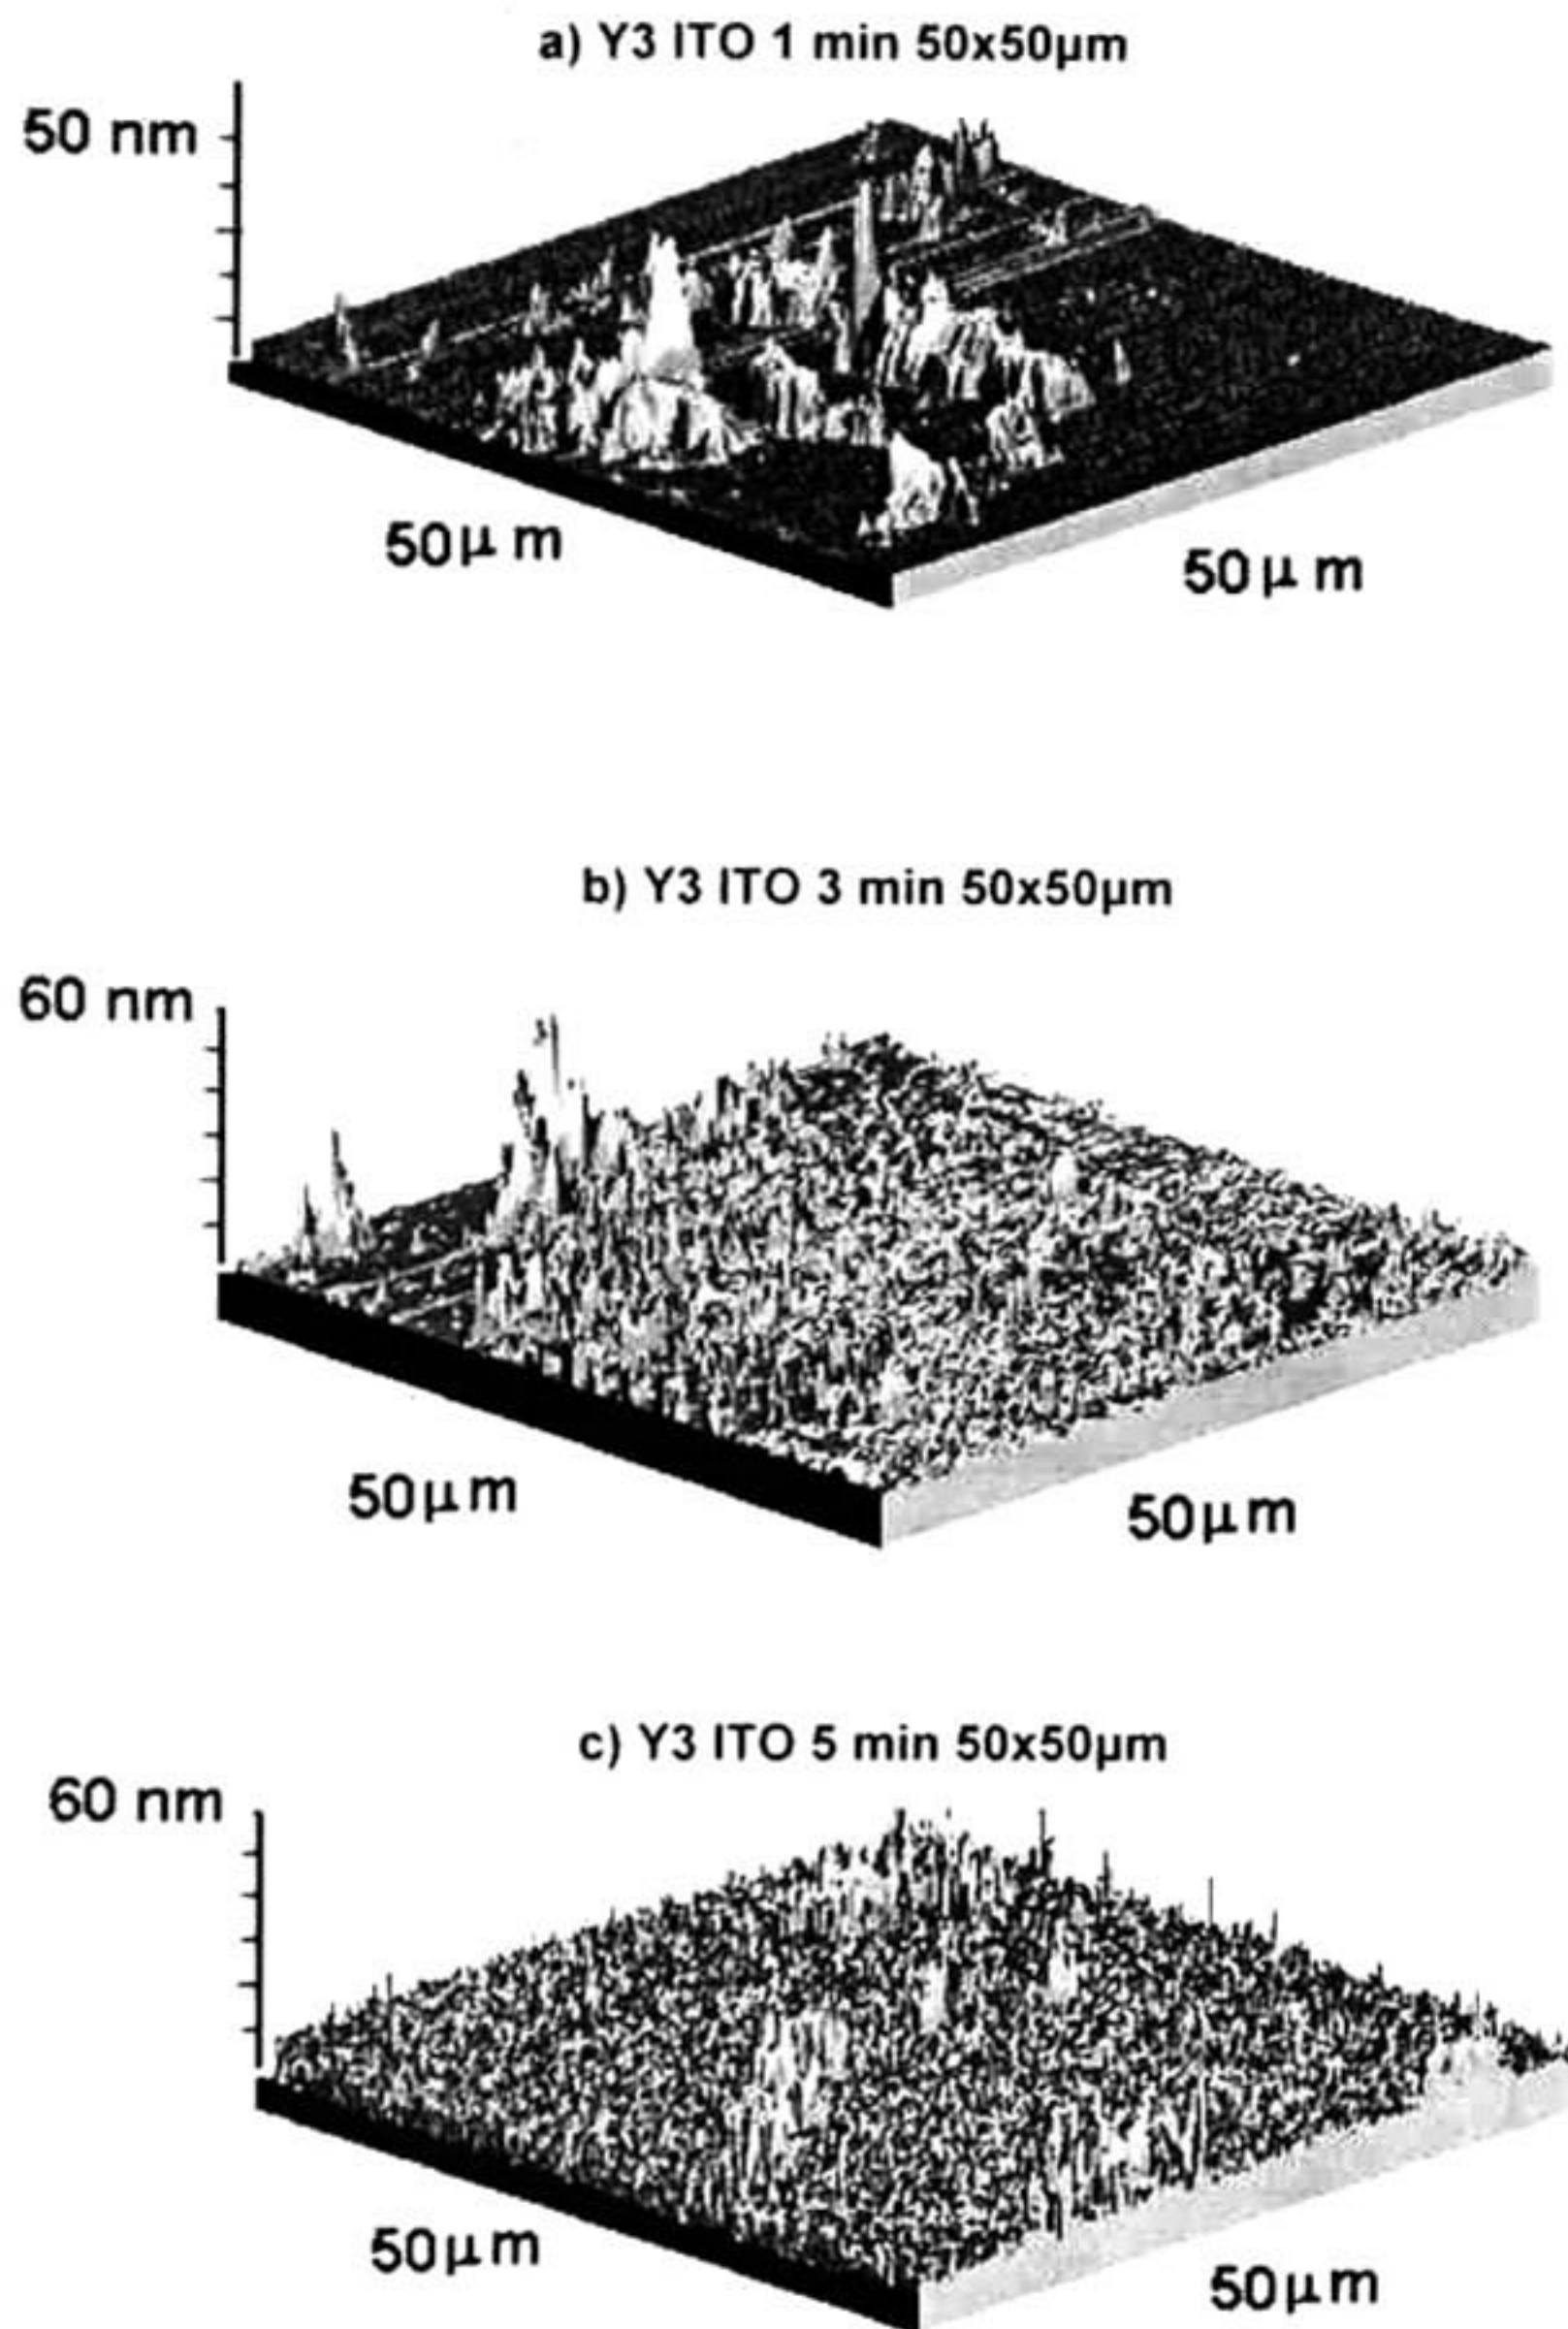 a) Y3 ITO 1 min 50x50µm
50 nm
50µ m
50µ m
b) Y3 ITO 3 min 50x50µm
60 nm
50µm
50µm
c) Y3 ITO 5 min 50x50µm
60 nm
50µm
50µm